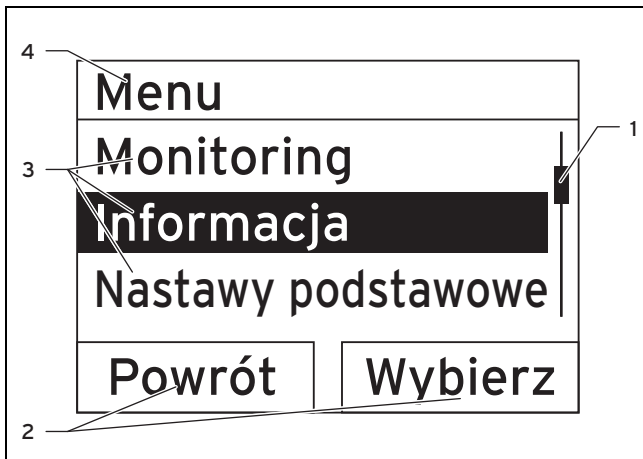 4
Menu
1
Monitoring
3
Informacja
Nastawy podstawowe
Powrót Wybierz
2